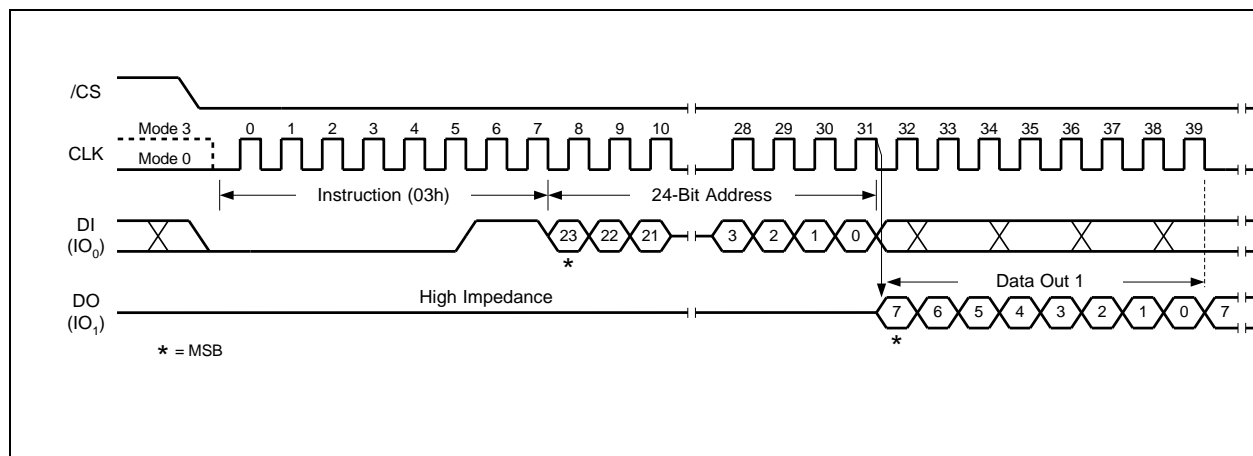 /CS
Mode 3 0 1 2 3 4 5 6 7 8 9 10 28 29 30 31 32 33 34 35 36 37 38 39
CLK Mode 0
Instruction (03h) 24-Bit Address
DI
(IO0) 23 22 21 3 2 1 0
*
Data Out 1
DO High Impedance
(IO1) 7 6 5 4 3 2 1 0 7
*
* = MSB